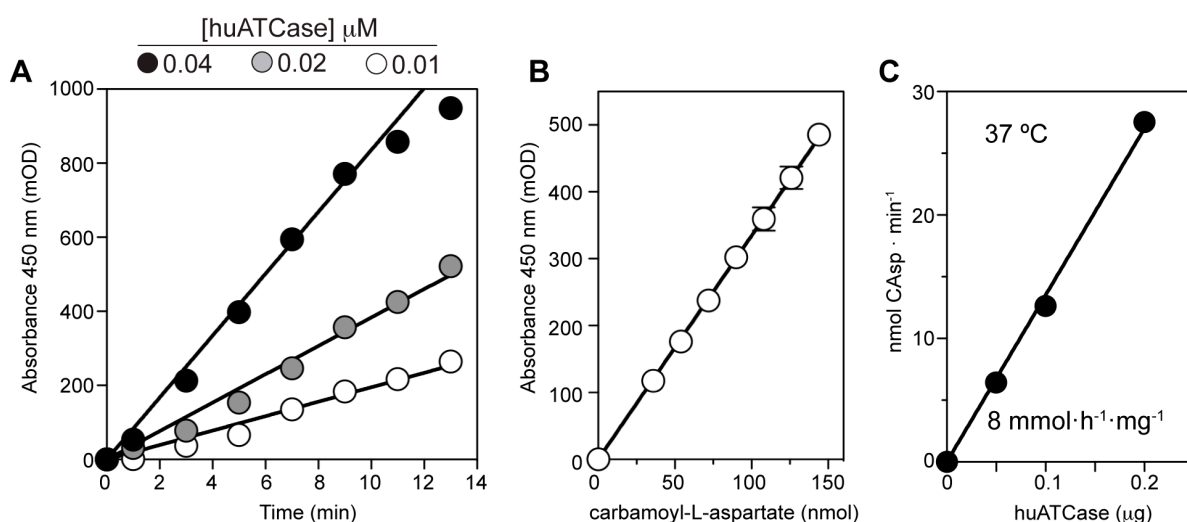 [huATCase] μM
0.04 0.02 0.01
A
1000
800
600
400
200
0
Absorbance 450 nm (mOD)
0 2 4 6 8 10 12 14
Time (min)
B
500
400
300
200
100
0
Absorbance 450 nm (mOD)
0 50 100 150
carbamoyl-L-aspartate (nmol)
C
30
20
10
0
nmol CAsp · min⁻¹
37 ºC
8 mmol·h⁻¹·mg⁻¹
0 0.1 0.2
huATCase (μg)